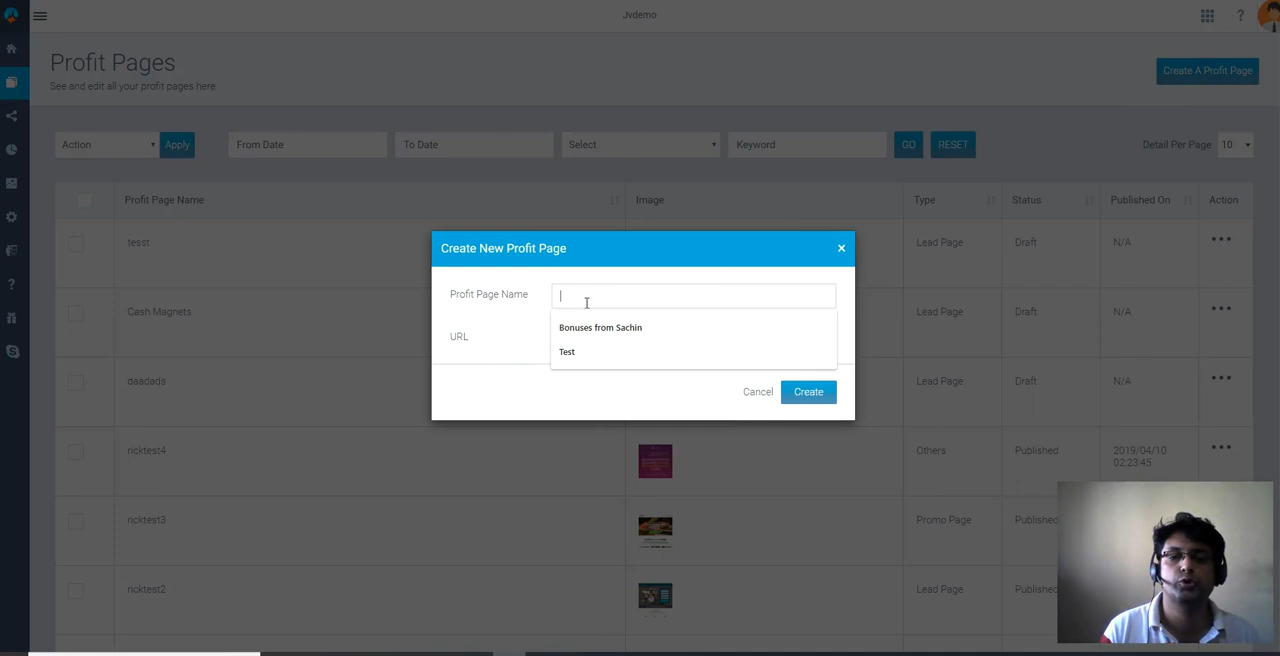 Jvdemo
?
Profit Pages
See and edit all your profit pages here
Create A Profit Page
Action
Apply
From Date
To Date
Select
Keyword
GO
RESET
Detail Per Page
10
Profit Page Name
Image
Type
Status
Published On
Action
tesst
Lead Page
Draft
N/A
Create New Profit Page
×
Profit Page Name
Bonuses from Sachin
Test
URL
Cancel
Create
Cash Magnets
Lead Page
Draft
N/A
daadads
Lead Page
Draft
N/A
ricktest4
Others
Published
2019/04/10
02:23:45
ricktest3
Promo Page
ricktest2
Lead Page